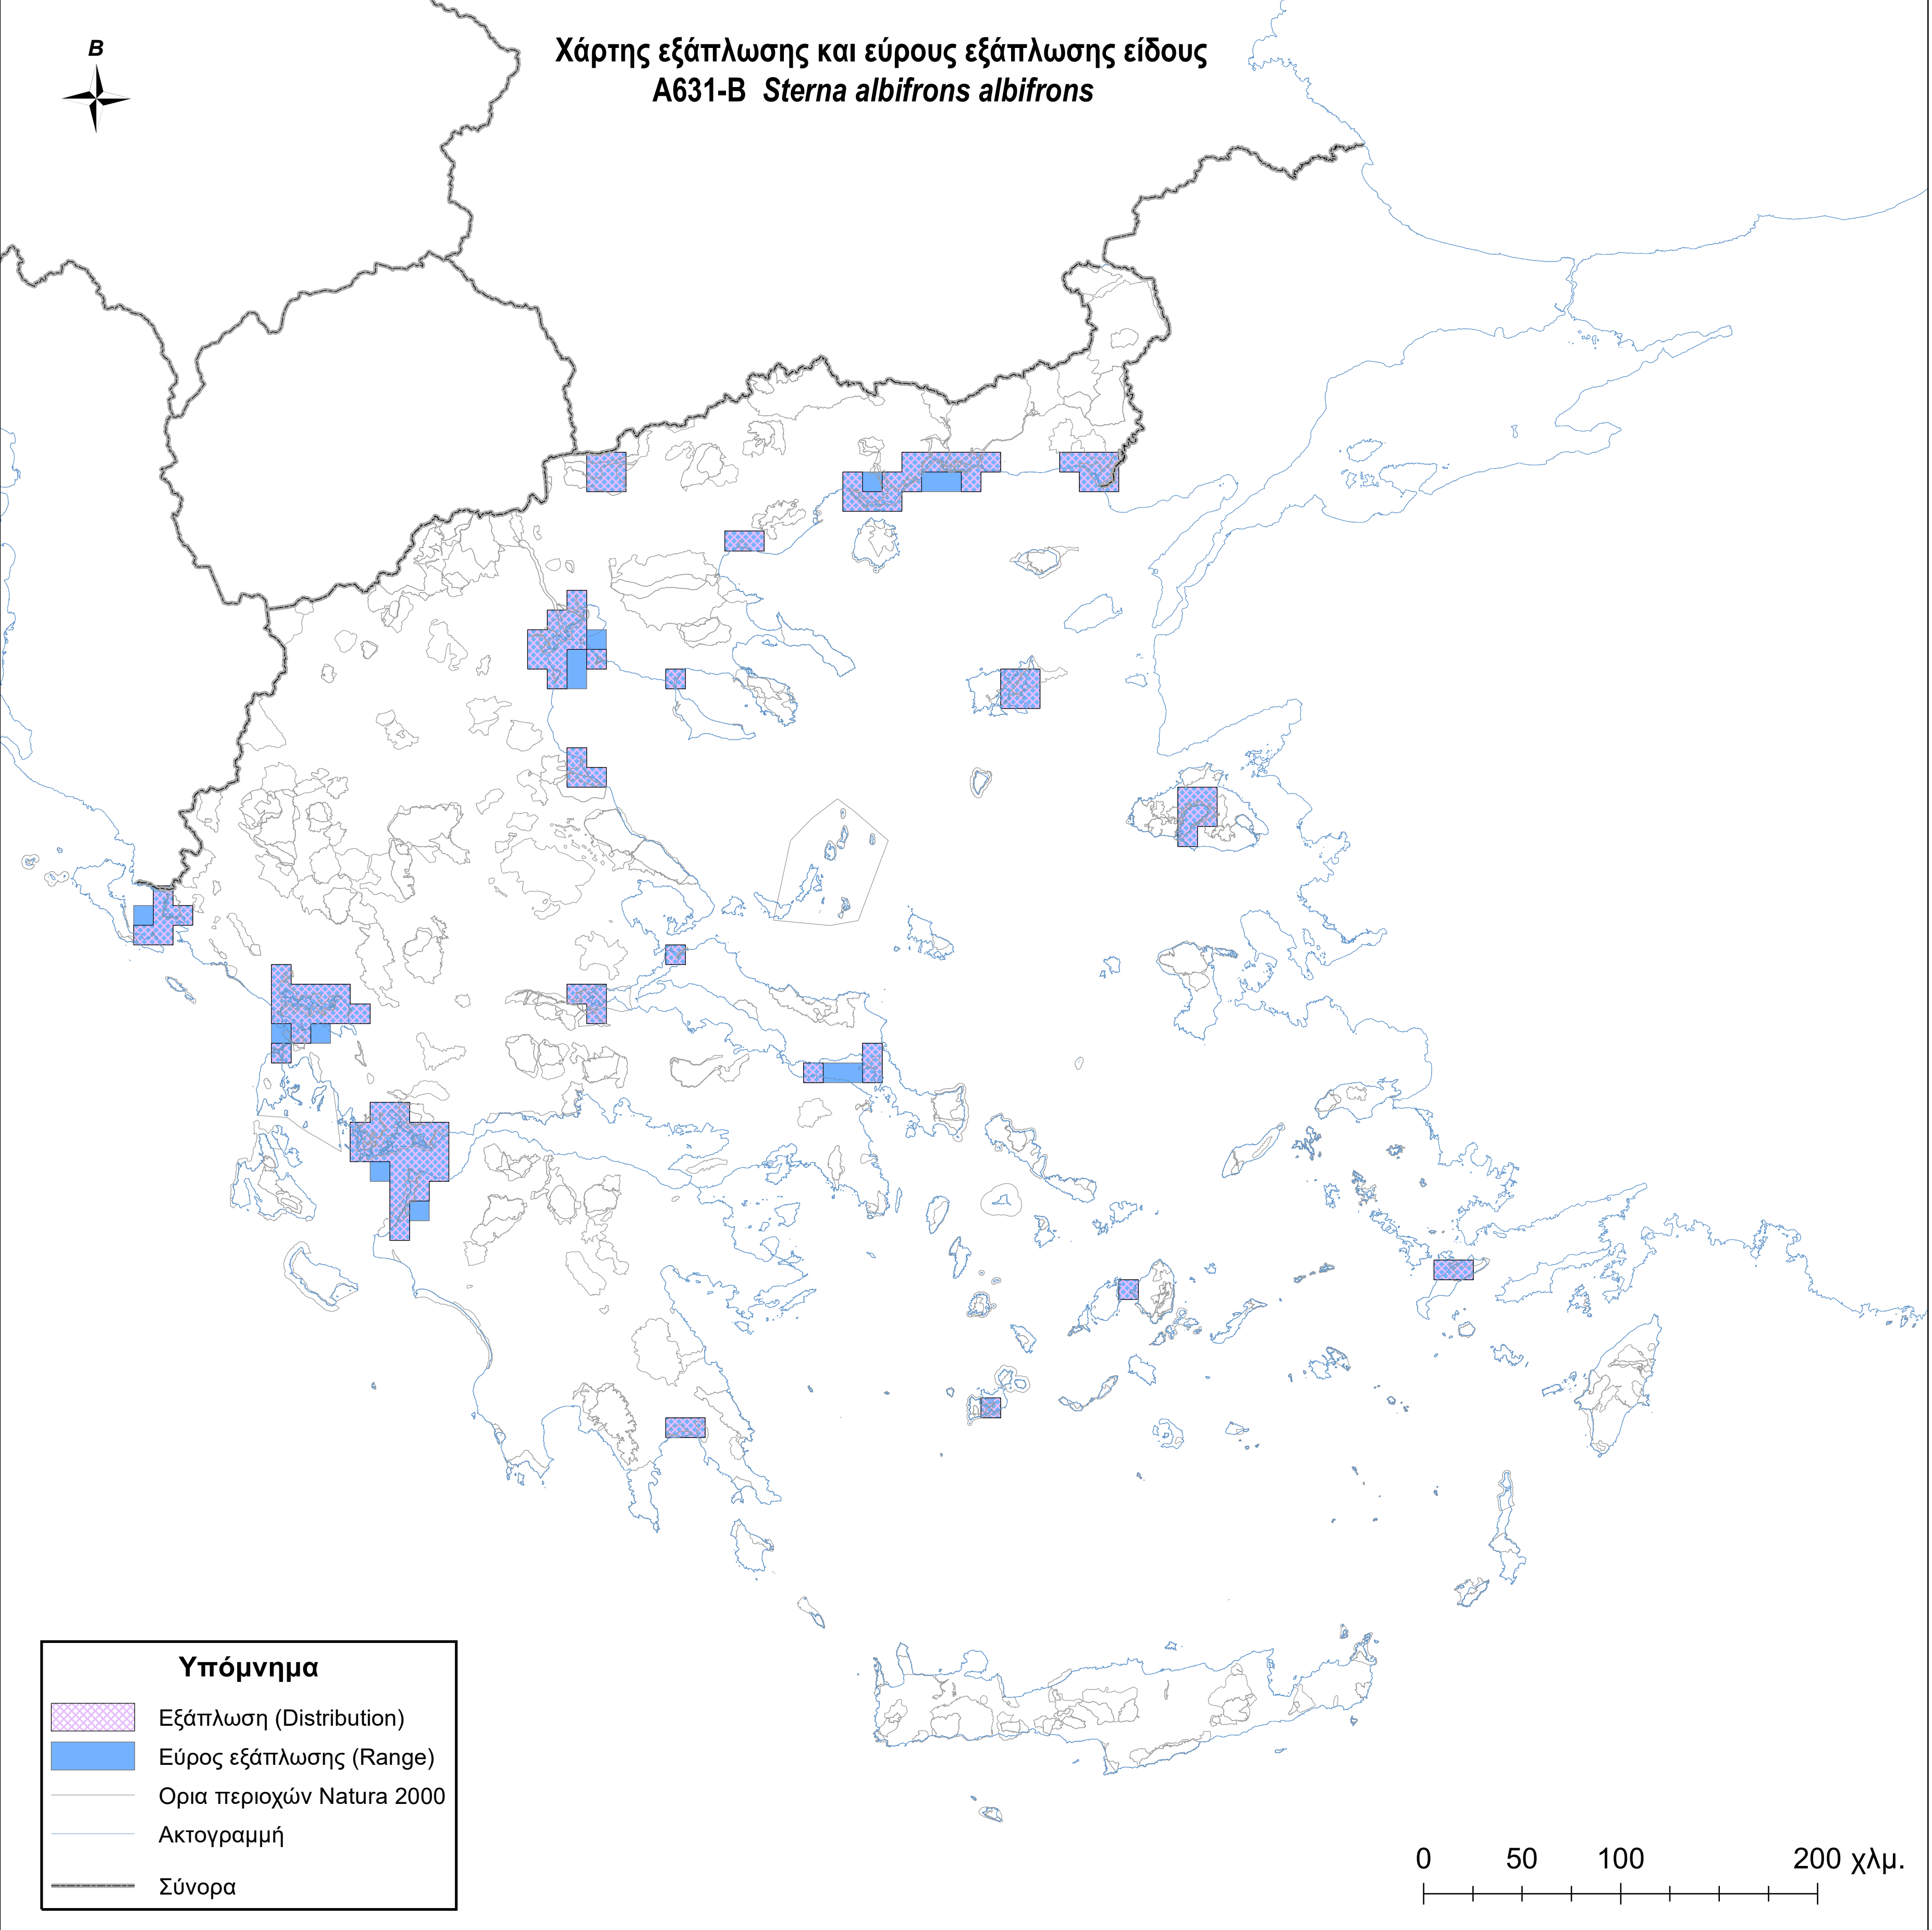 B
Χάρτης εξάπλωσης και εύρους εξάπλωσης είδους
A631-B Sterna albifrons albifrons
Υπόμνημα
Εξάπλωση (Distribution)
Εύρος εξάπλωσης (Range)
Ορια περιοχών Natura 2000
Ακτογραμμή
Σύνορα
0 50 100 200 χλμ.